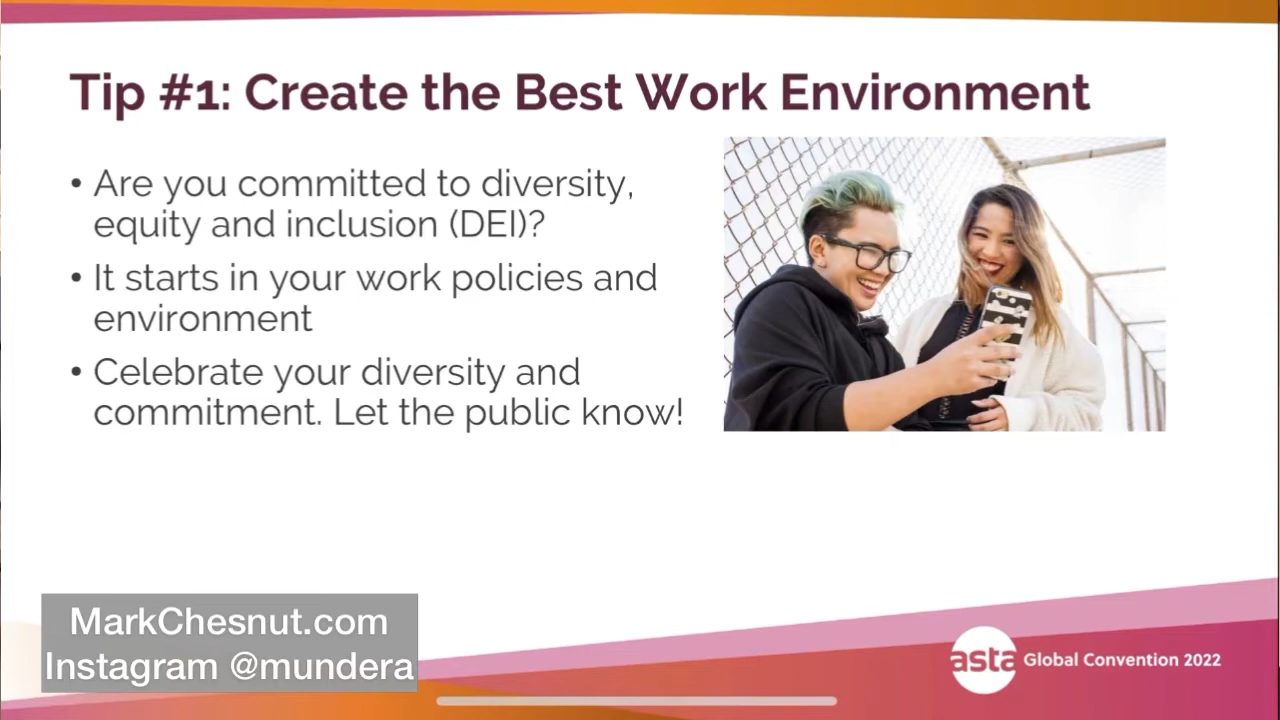 Tip #1: Create the Best Work Environment
• Are you committed to diversity,
equity and inclusion (DEI)?
• It starts in your work policies and
environment
• Celebrate your diversity and
commitment. Let the public know!
MarkChesnut.com
Instagram @mundera
asta Global Convention 2022